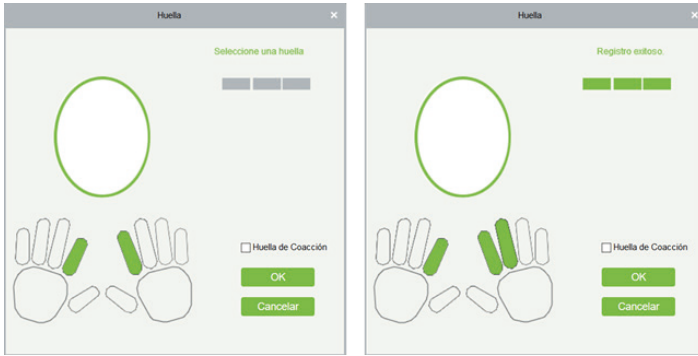 Huella
Seleccione una huella
Huella de Coacción
OK
Cancelar
Huella
Registro exitoso.
Huella de Coacción
OK
Cancelar